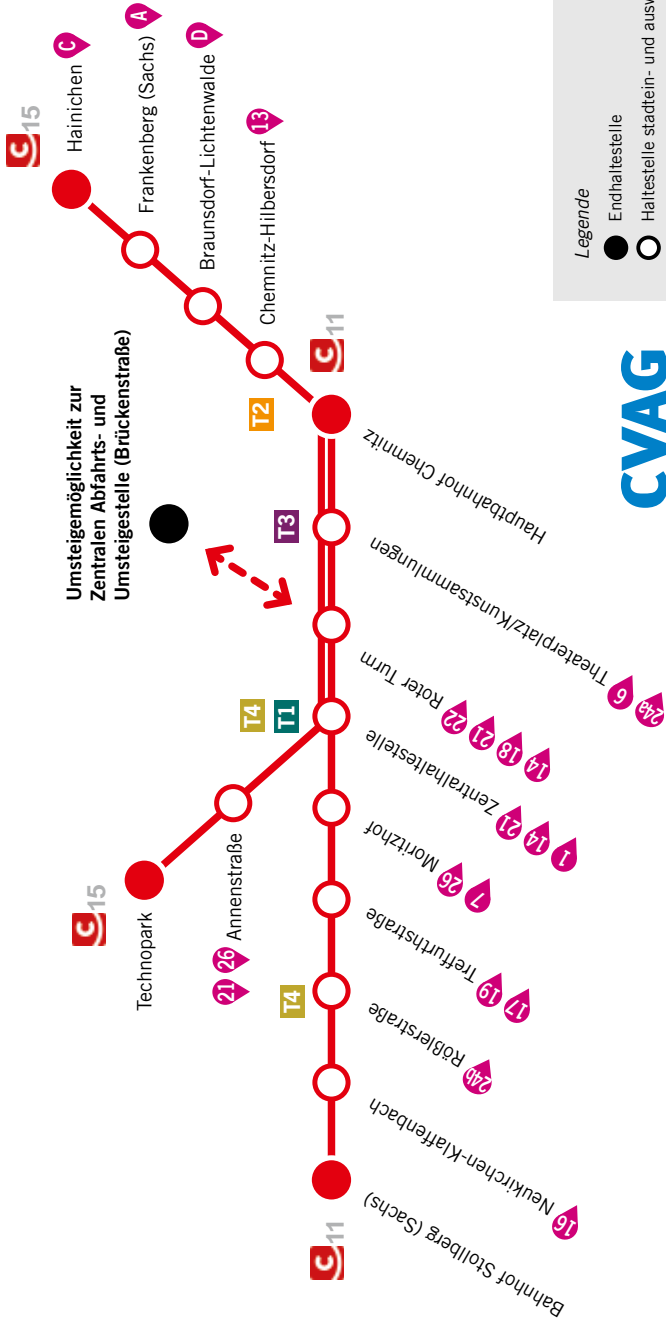 C 15
Hainichen C
Frankenberg (Sachs) A
Braunsdorf-Lichtenwalde D
Chemnitz-Hilbersdorf 13
C 11
Hauptbahnhof Chemnitz
T2
Umsteigemöglichkeit zur
Zentralen Abfahrts- und
Umsteigestelle (Brückenstraße)
T3
Theaterplatz/Kunstsammlungen 6 24a
Roter Turm 22 21 18 14
T4
T1
Zentralhaltestelle 21 14 1
C 15
Technopark
21 26 Annenstraße
Moritzhof 26 7
Treffurthstraße 19 17
T4
Rößlerstraße 24b
Neukirchen-Klaffenbach 16
Bahnhof Stollberg (Sachs)
C 11
Legende
Endhaltestelle
Haltestelle stadtein- und
CVAG